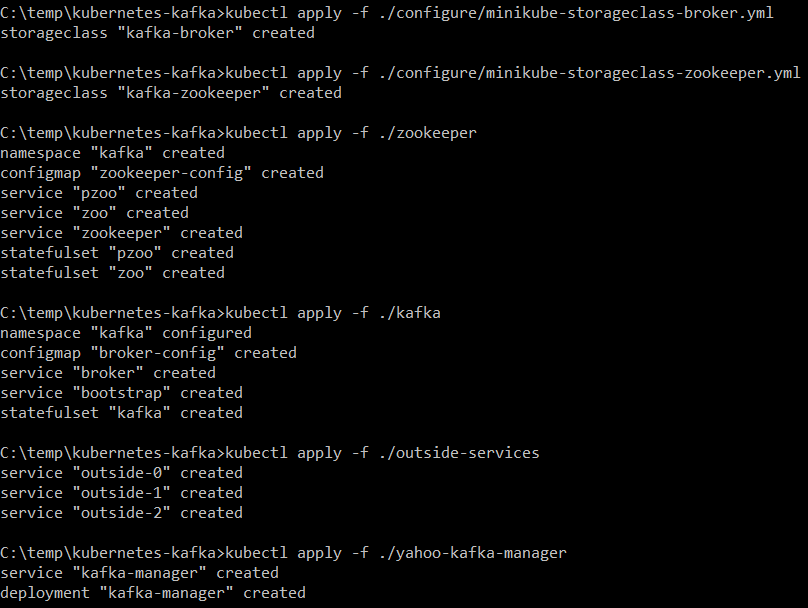 C:\temp\kubernetes-kafka>kubectl apply -f ./configure/minikube-storageclass-broker.yml
storageclass "kafka-broker" created
C:\temp\kubernetes-kafka>kubectl apply -f ./configure/minikube-storageclass-zookeeper.yml
storageclass "kafka-zookeeper" created
C:\temp\kubernetes-kafka>kubectl apply -f ./zookeeper
namespace "kafka" created
configmap "zookeeper-config" created
service "pzoo" created
service "zoo" created
service "zookeeper" created
statefulset "pzoo" created
statefulset "zoo" created
C:\temp\kubernetes-kafka>kubectl apply -f ./kafka
namespace "kafka" configured
configmap "broker-config" created
service "broker" created
service "bootstrap" created
statefulset "kafka" created
C:\temp\kubernetes-kafka>kubectl apply -f ./outside-services
service "outside-0" created
service "outside-1" created
service "outside-2" created
C:\temp\kubernetes-kafka>kubectl apply -f ./yahoo-kafka-manager
service "kafka-manager" created
deployment "kafka-manager" created